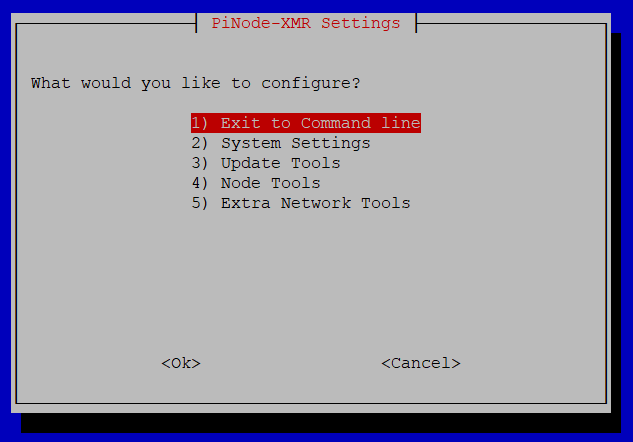 PiNode-XMR Settings
What would you like to configure?
1) Exit to Command line
2) System Settings
3) Update Tools
4) Node Tools
5) Extra Network Tools
<Ok> <Cancel>